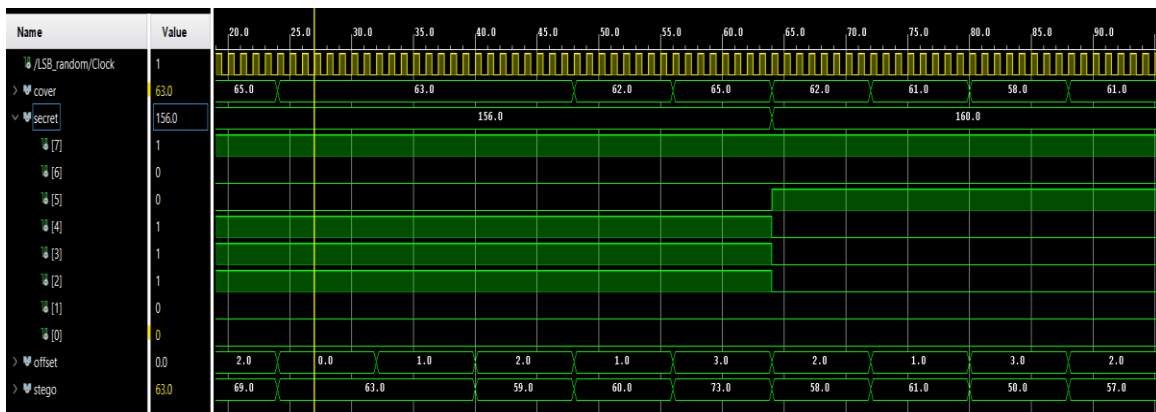 Name Value 20.0 25.0 30.0 35.0 40.0 45.0 50.0 55.0 60.0 65.0 70.0 75.0 80.0 85.0 90.0
/LSB_random/Clock 1
cover 63.0 65.0 63.0 62.0 65.0 62.0 61.0 58.0 61.0
secret 156.0 156.0 160.0
[7] 1
[6] 0
[5] 0
[4] 1
[3] 1
[2] 1
[1] 0
[0] 0
offset 0.0 2.0 0.0 1.0 2.0 1.0 3.0 2.0 1.0 3.0 2.0
stego 63.0 69.0 63.0 59.0 60.0 73.0 58.0 61.0 50.0 57.0